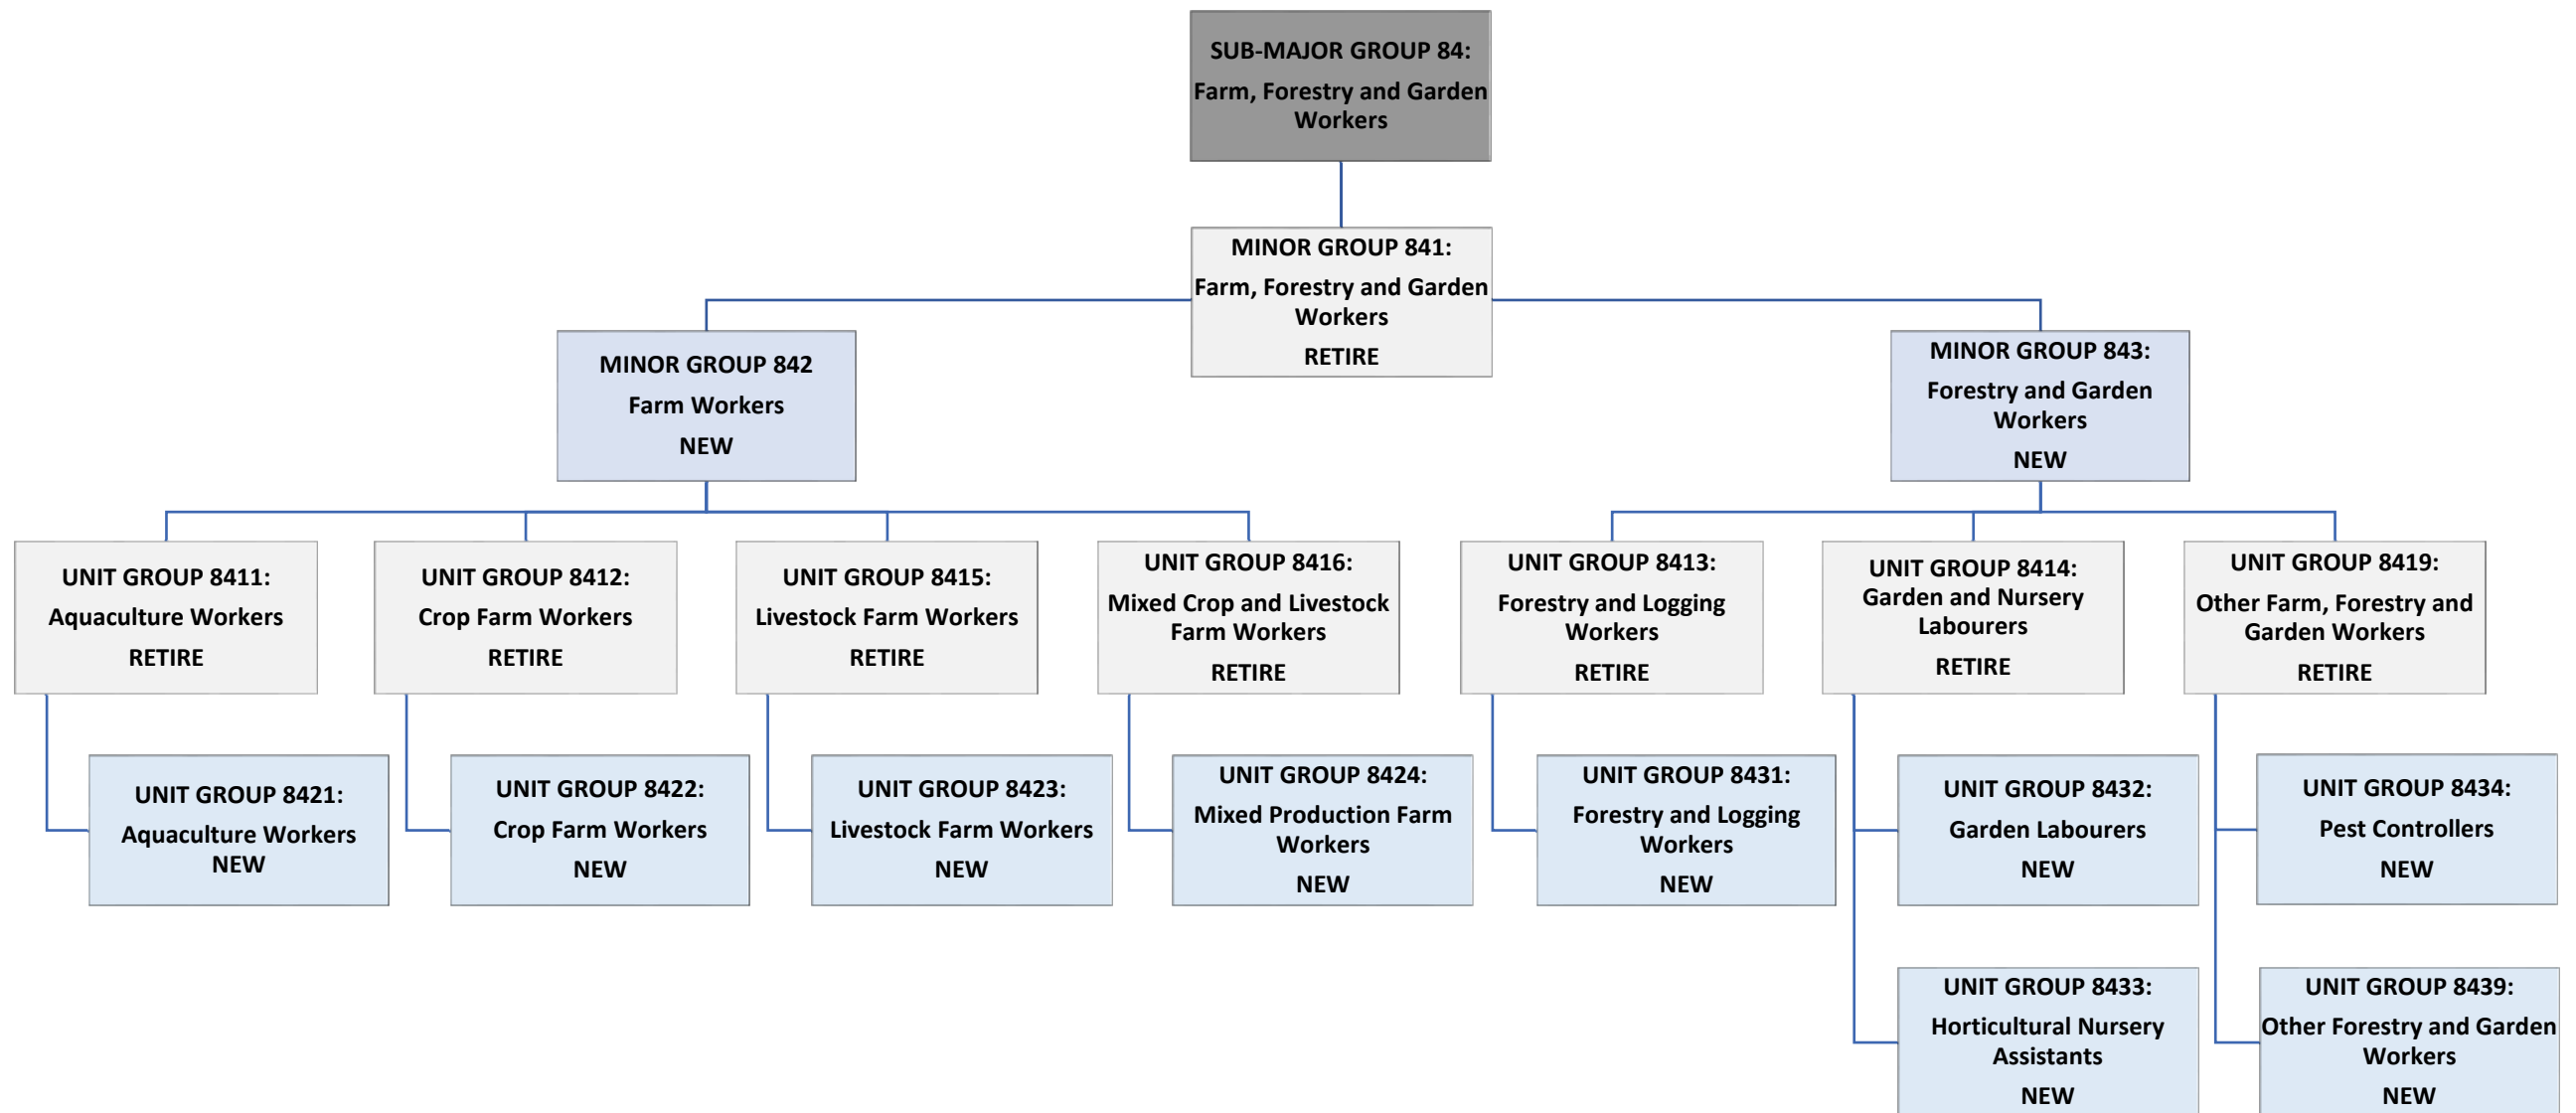 SUB-MAJOR GROUP 84:
Farm, Forestry and Garden
Workers
MINOR GROUP 841:
Farm, Forestry and Garden
Workers
RETIRE
MINOR GROUP 842
Farm Workers
NEW
MINOR GROUP 843:
Forestry and Garden
Workers
NEW
UNIT GROUP 8411:
Aquaculture Workers
RETIRE
UNIT GROUP 8412:
Crop Farm Workers
RETIRE
UNIT GROUP 8415:
Livestock Farm Workers
RETIRE
UNIT GROUP 8416:
Mixed Crop and Livestock
Farm Workers
RETIRE
UNIT GROUP 8413:
Forestry and Logging
Workers
RETIRE
UNIT GROUP 8414:
Garden and Nursery
Labourers
RETIRE
UNIT GROUP 8419:
Other Farm, Forestry and
Garden Workers
RETIRE
UNIT GROUP 8421:
Aquaculture Workers
NEW
UNIT GROUP 8422:
Crop Farm Workers
NEW
UNIT GROUP 8423:
Livestock Farm Workers
NEW
UNIT GROUP 8424:
Mixed Production Farm
Workers
NEW
UNIT GROUP 8431:
Forestry and Logging
Workers
NEW
UNIT GROUP 8432:
Garden Labourers
NEW
UNIT GROUP 8434:
Pest Controllers
NEW
UNIT GROUP 8433:
Horticultural Nursery
Assistants
NEW
UNIT GROUP 8439:
Other Forestry and Garden
Workers
NEW